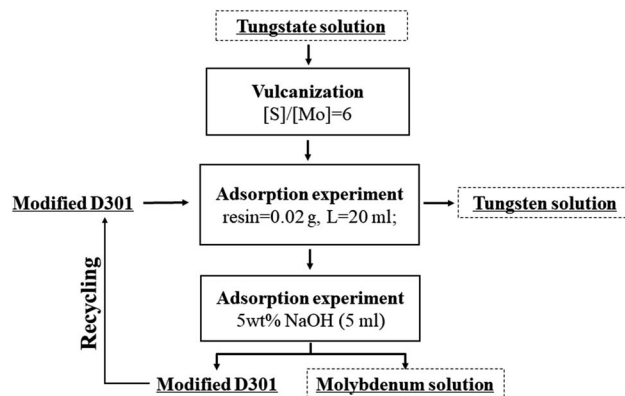 Tungstate solution
Vulcanization
[S]/[Mo]=6
Adsorption experiment
resin=0.02 g, L=20 ml;
Modified D301
Tungsten solution
Adsorption experiment
5wt% NaOH (5 ml)
Recycling
Modified D301
Molybdenum solution